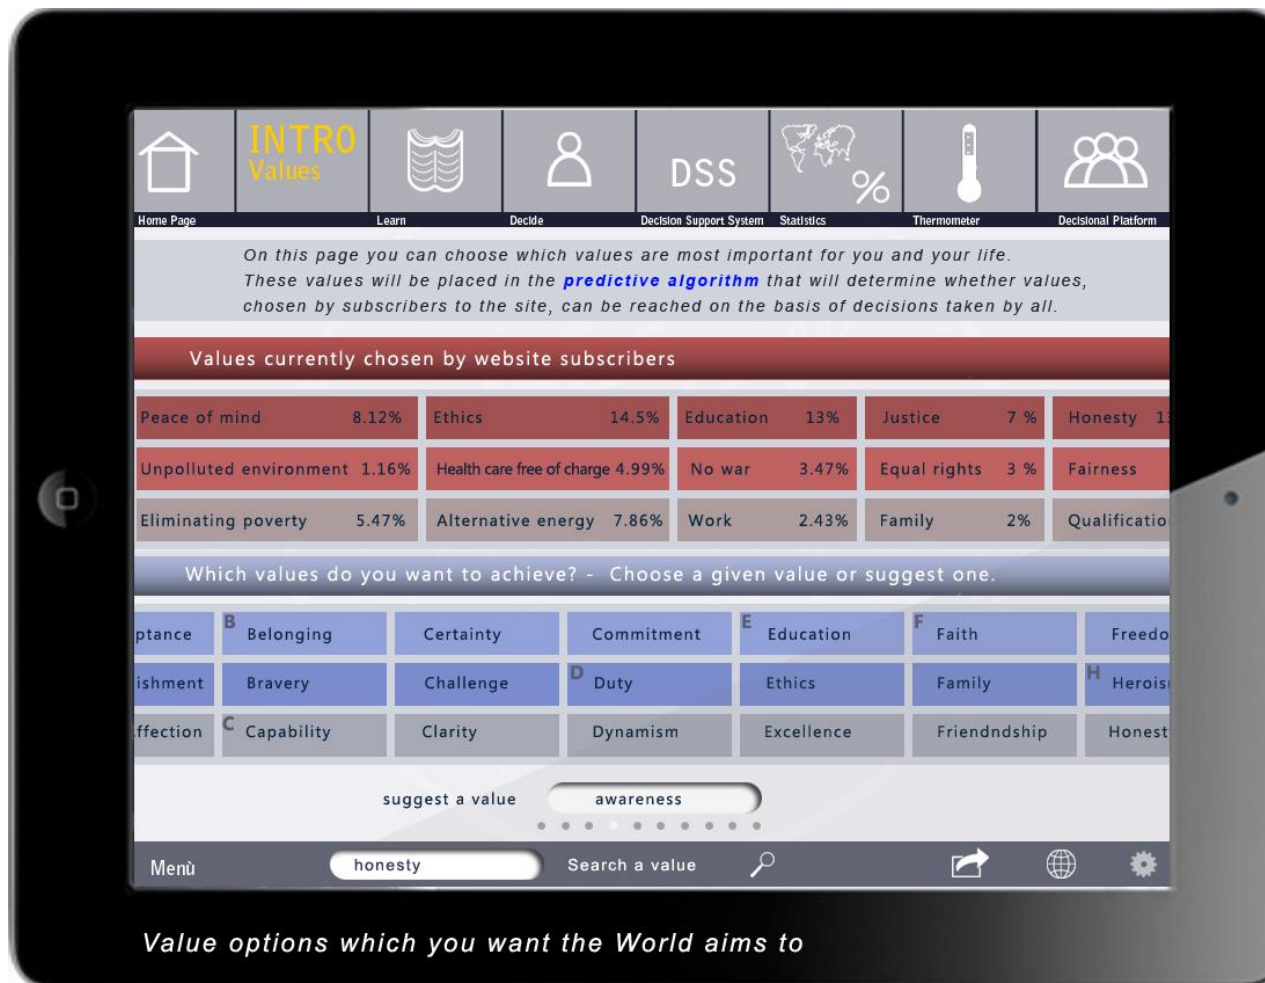 INTRO
Values
DSS
%
Home Page Learn Decide Decision Support System Statistics Thermometer Decisional Platform
On this page you can choose which values are most important for you and your life.
These values will be placed in the predictive algorithm that will determine whether values,
chosen by subscribers to the site, can be reached on the basis of decisions taken by all.
Values currently chosen by website subscribers
Peace of mind 8.12% Ethics 14.5% Education 13% Justice 7 % Honesty
Unpolluted environment 1.16% Health care free of charge 4.99% No war 3.47% Equal rights 3 % Fairness
Eliminating poverty 5.47% Alternative energy 7.86% Work 2.43% Family 2% Qualificatio
Which values do you want to achieve? - Choose a given value or suggest one.
ptance B Belonging Certainty Commitment E Education F Faith Freedo
ishment Bravery Challenge D Duty Ethics Family H Herois
ffection C Capability Clarity Dynamism Excellence Friendndship Honest
suggest a value awareness
Menù honesty Search a value
Value options which you want the World aims to